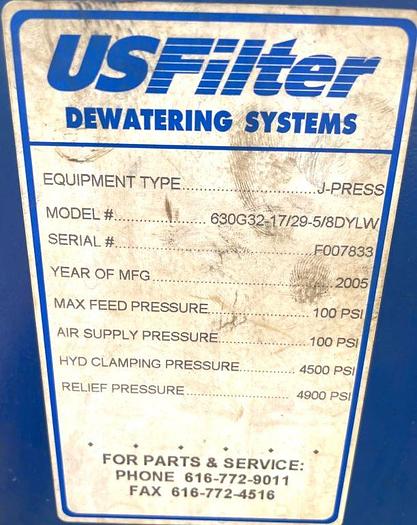 USFilter
DEWATERING SYSTEMS
EQUIPMENT TYPE..............................J-PRESS
MODEL #.................... 630G32-17/29-5/8DYLW
SERIAL #............................................F007833
YEAR OF MFG........................................2005
MAX FEED PRESSURE.......................100 PSI
AIR SUPPLY PRESSURE...................100 PSI
HYD CLAMPING PRESSURE............ 4500 PSI
RELIEF PRESSURE....................... 4900 PSI
FOR PARTS & SERVICE:
PHONE 616-772-9011
FAX 616-772-4516